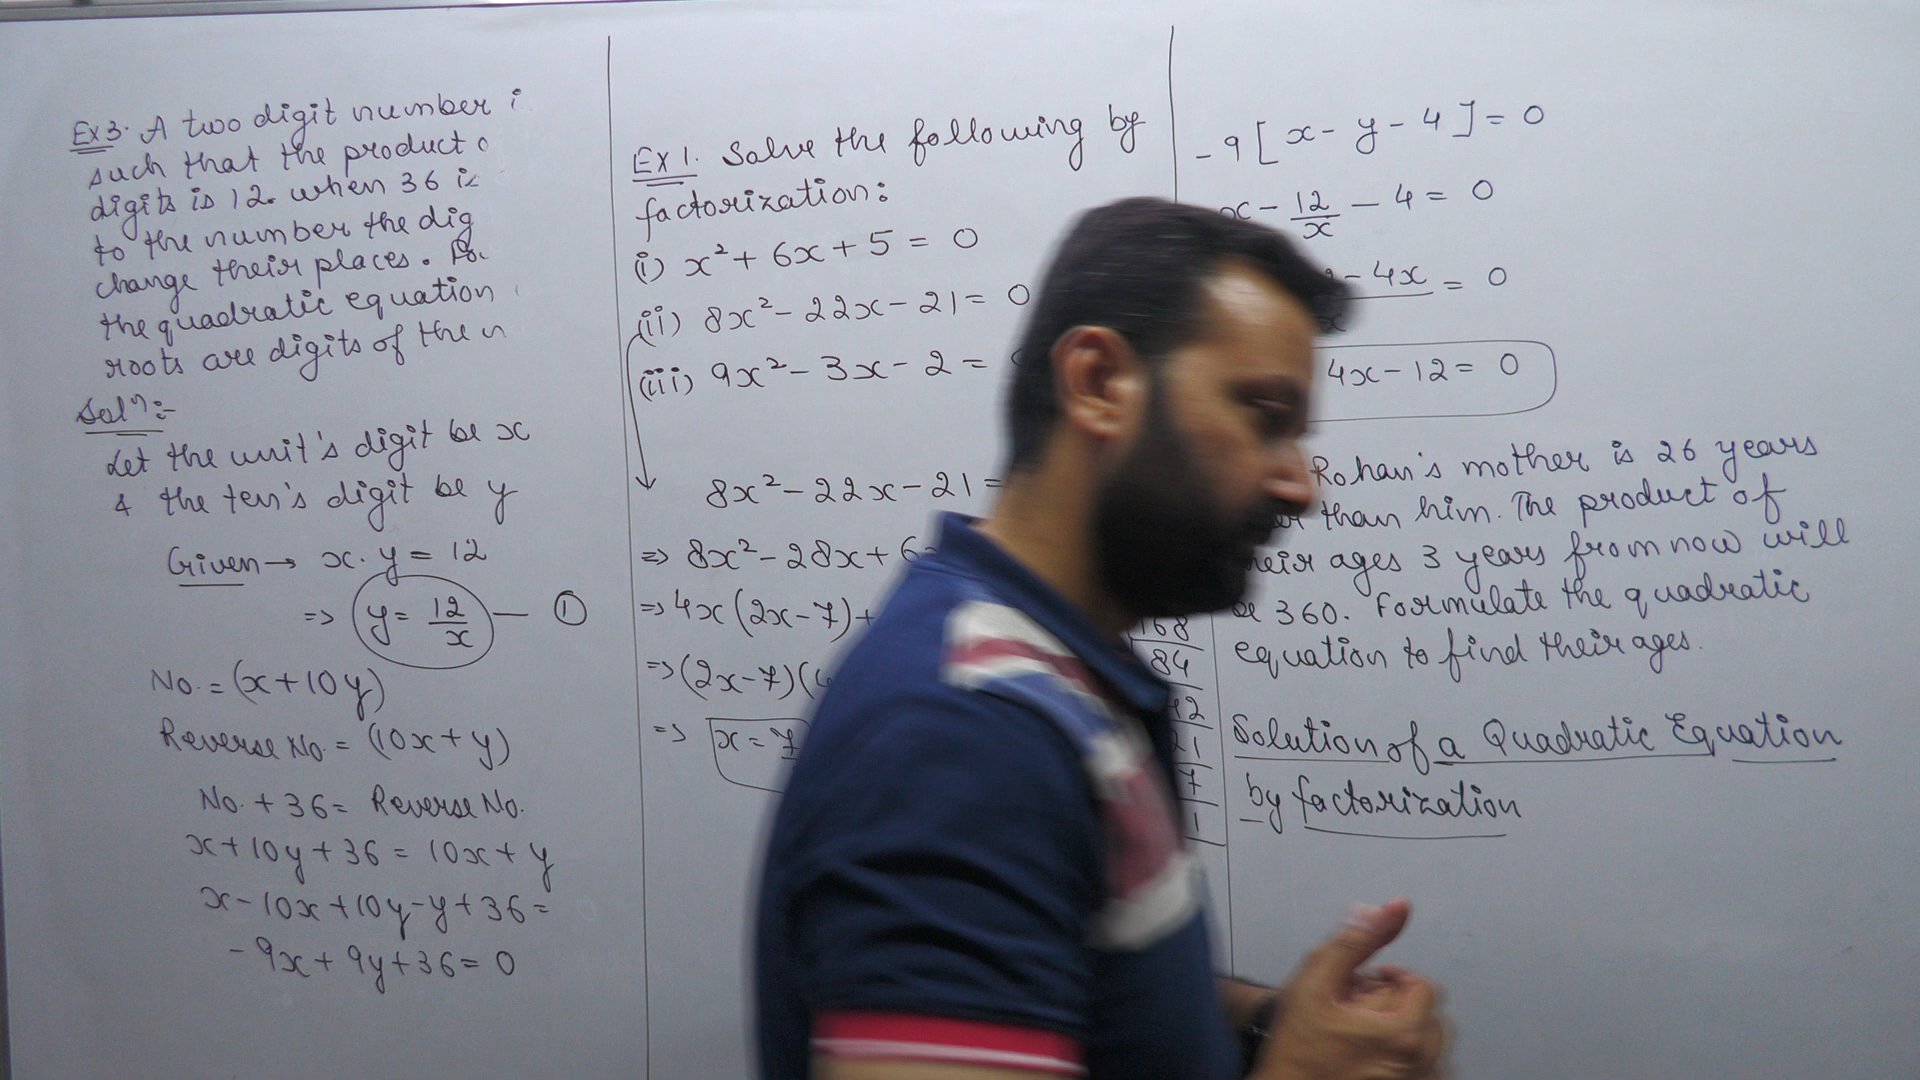 Ex 3. A two digit number i
such that the product o
digits is 12. when 36 is
to the number the dig
change their places. Fo
the quadratic equation
roots are digits of the n
Solⁿ:-
Let the unit's digit be x
& the ten's digit be y
Given → x. y = 12
=> y = 12/x — ①
No. = (x+10y)
Reverse No. = (10x+y)
No. + 36 = Reverse No.
x+10y+36 = 10x+y
x-10x+10y-y+36 =
-9x+9y+36 = 0
Ex 1. Solve the following by
factorization:
(i) x²+6x+5 = 0
(ii) 8x²-22x-21 = 0
(iii) 9x²-3x-2 =
8x²-22x-21 =
=> 8x²-28x+6
=> 4x(2x-7)+
=> (2x-7)(4
=> x = 7
168
84
42
21
7
1
-9[x-y-4] = 0
x - 12/x - 4 = 0
-4x = 0
x
4x-12 = 0
Rohan's mother is 26 years
than him. The product of
their ages 3 years from now will
360. Formulate the quadratic
equation to find their ages.
Solution of a Quadratic Equation
by factorization